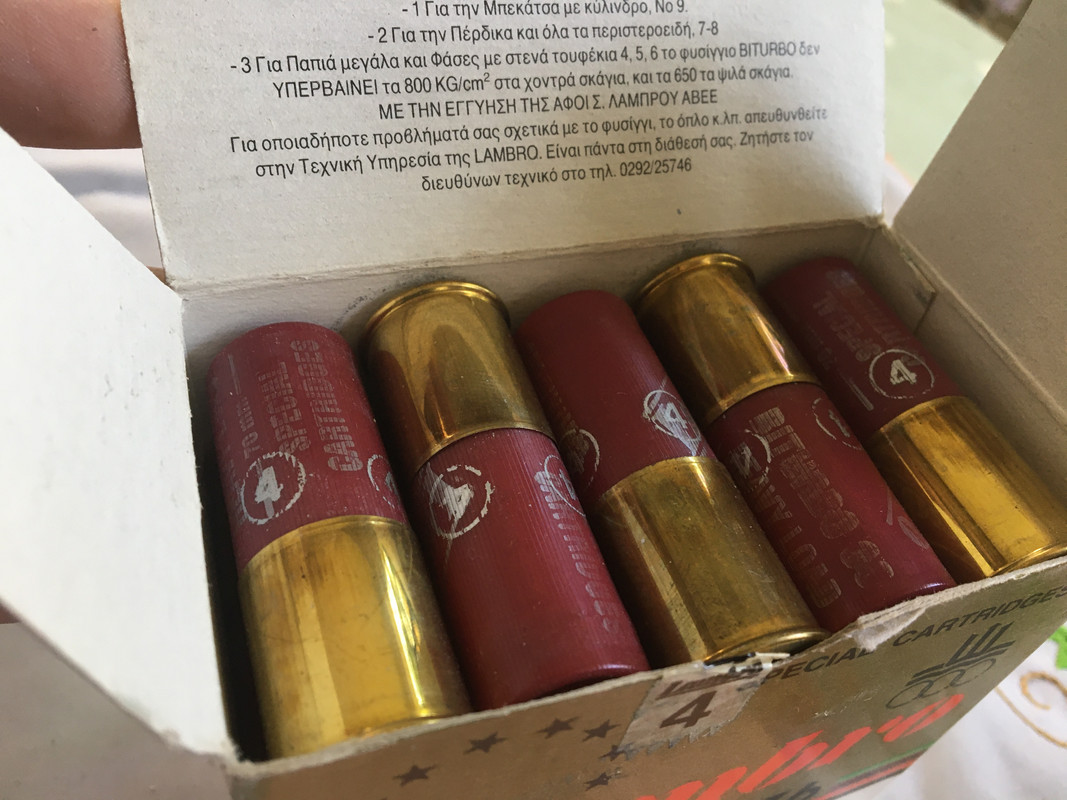 - 1 Για την Μπεκάτσα με κύλινδρο, Νο 9.
- 2 Για την Πέρδικα και όλα τα περιστεροειδή, 7-8
- 3 Για Παπιά μεγάλα και Φάσες με στενά τουφέκια 4, 5, 6 το φυσίγγιο BITURBO δεν
ΥΠΕΡΒΑΙΝΕΙ τα 800 KG/cm² στα χοντρά σκάγια, και τα 650 τα ψιλά σκάγια.
ΜΕ ΤΗΝ ΕΓΓΥΗΣΗ ΤΗΣ ΑΦΟΙ Σ. ΛΑΜΠΡΟΥ ΑΒΕΕ
Για οποιαδήποτε προβλήματά σας σχετικά με το φυσίγγι, το όπλο κ.λπ. απευθυνθείτε
στην Τεχνική Υπηρεσία της LAMBRO. Είναι πάντα στη διάθεσή σας. Ζητήστε τον
διευθύνων τεχνικό στο τηλ. 0292/25746
SPECIAL
CARTRIDGES
4
4
4
4
SPECIAL CARTRIDGES
4